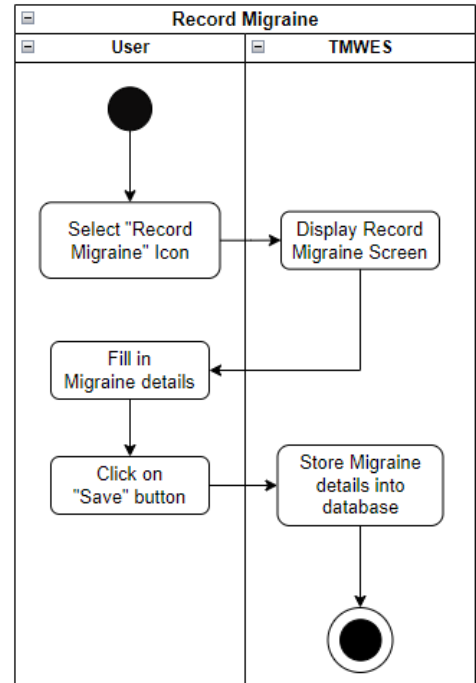 Record Migraine
User
TMWES
Select "Record
Migraine" Icon
Display Record
Migraine Screen
Fill in
Migraine details
Click on
"Save" button
Store Migraine
details into
database